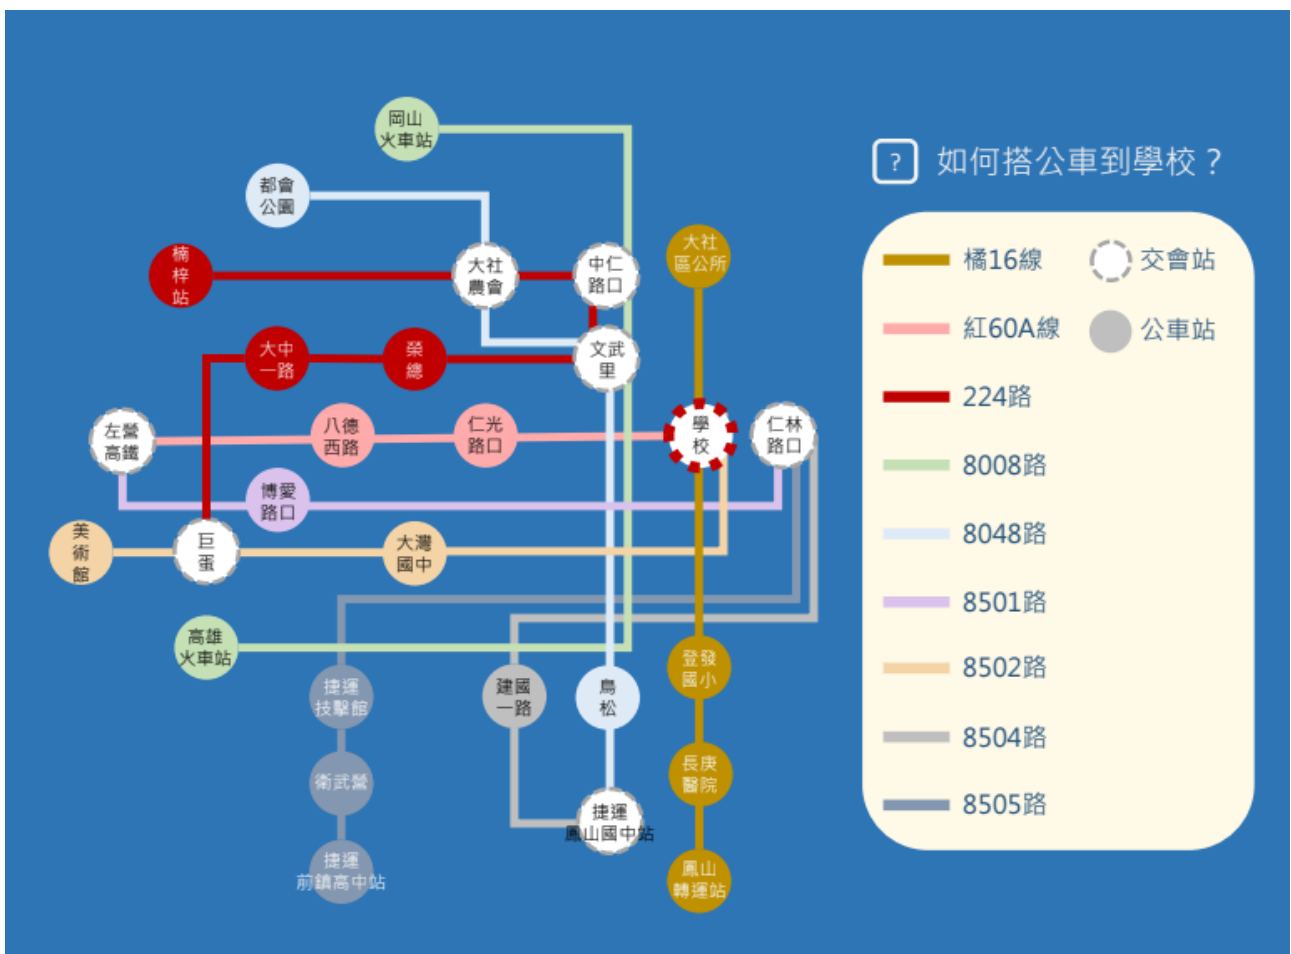 岡山
火車站
都會
公園
楠
梓
站
大社
農會
中仁
路口
大社
區公所
大中
一路
榮
總
文武
里
左營
高鐵
八德
西路
仁光
路口
學
校
仁林
路口
博愛
路口
美
術
館
巨
蛋
大灣
國中
高雄
火車站
捷運
技擊館
建國
一路
鳥
松
登發
國小
衛武營
長庚
醫院
捷運
鳳山國中站
捷運
前鎮高中站
鳳山
轉運站
? 如何搭公車到學校？
橘16線
交會站
紅60A線
公車站
224路
8008路
8048路
8501路
8502路
8504路
8505路